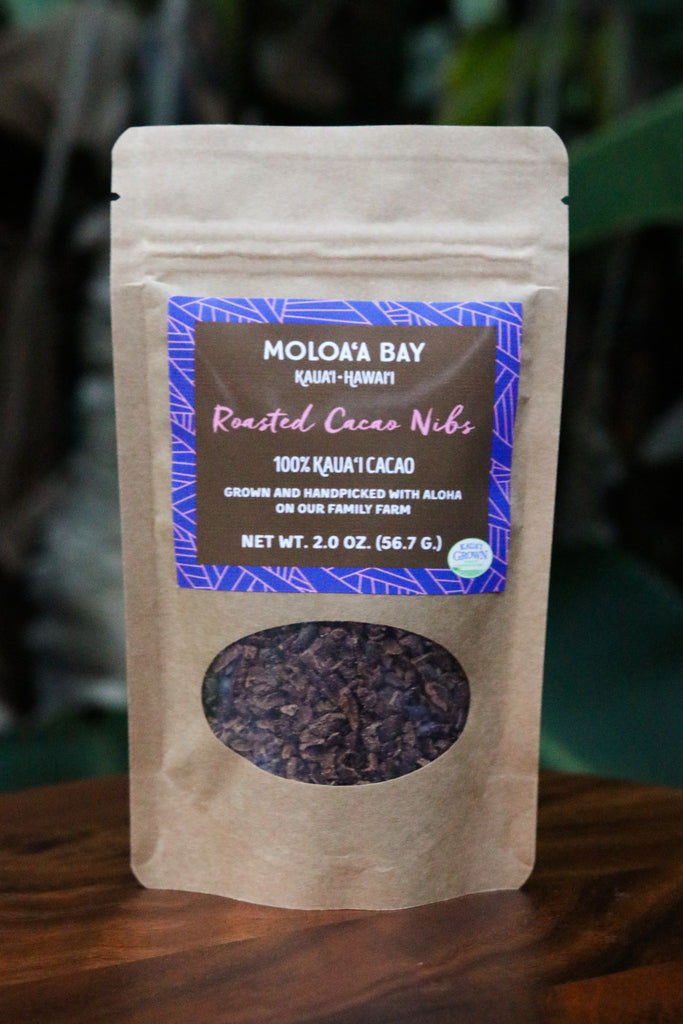 MOLOA‘A BAY
KAUA‘I - HAWAI‘I
Roasted Cacao Nibs
100% KAUA‘I CACAO
GROWN AND HANDPICKED WITH ALOHA
ON OUR FAMILY FARM
NET WT. 2.0 OZ. (56.7 G.)
KAUA‘I
GROWN